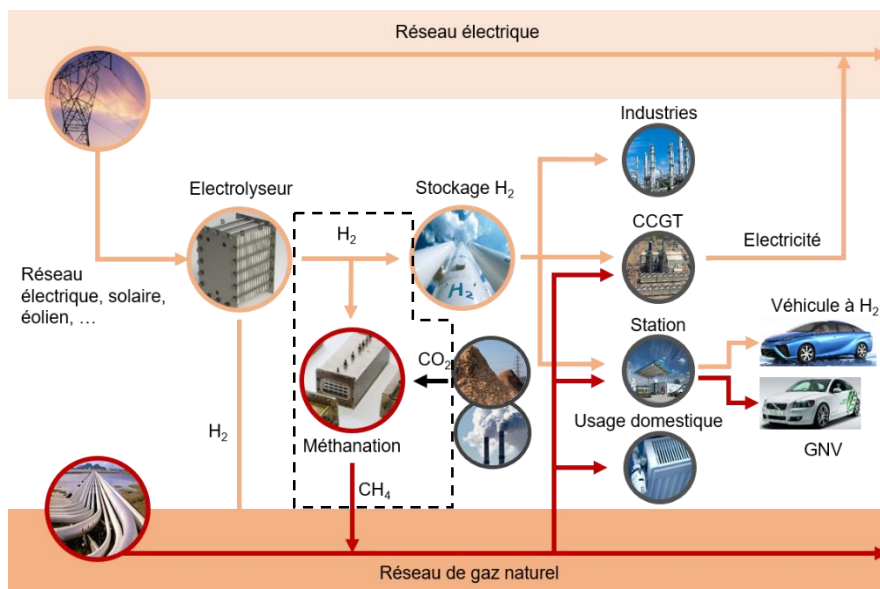 Réseau électrique
Industries
Electrolyseur
Stockage H₂
H₂
CCGT
Electricité
H₂
Réseau
électrique, solaire,
éolien, …
Véhicule à H₂
Station
CO₂
H₂
Méthanation
Usage domestique
GNV
CH₄
Réseau de gaz naturel